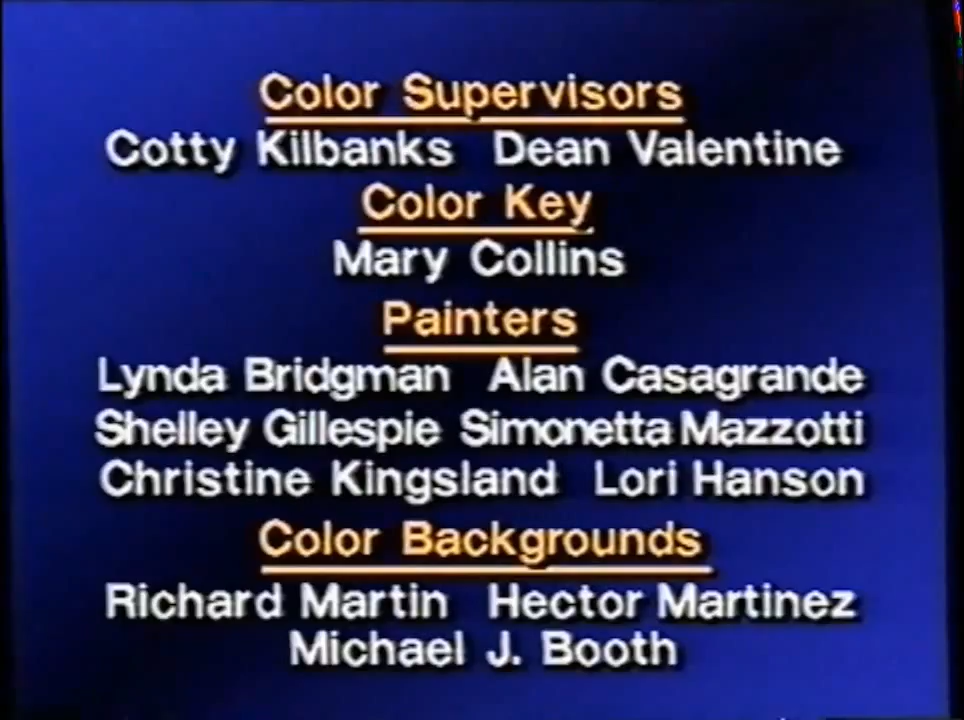 Color Supervisors
Cotty Kilbanks Dean Valentine
Color Key
Mary Collins
Painters
Lynda Bridgman Alan Casagrande
Shelley Gillespie Simonetta Mazzotti
Christine Kingsland Lori Hanson
Color Backgrounds
Richard Martin Hector Martinez
Michael J. Booth